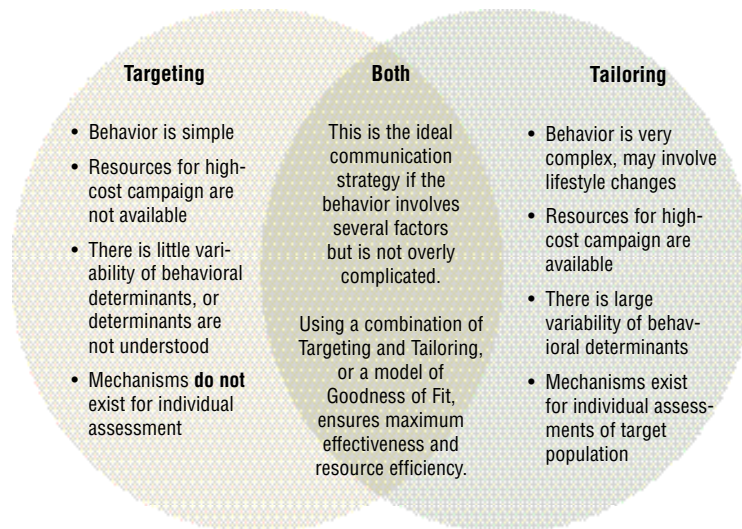 Targeting
• Behavior is simple
• Resources for high-
cost campaign are
not available
• There is little vari-
ability of behavioral
determinants, or
determinants are
not understood
• Mechanisms do not
exist for individual
assessment
Both
This is the ideal
communication
strategy if the
behavior involves
several factors
but is not overly
complicated.
Using a combination of
Targeting and Tailoring,
or a model of
Goodness of Fit,
ensures maximum
effectiveness and
resource efficiency.
Tailoring
• Behavior is very
complex, may involve
lifestyle changes
• Resources for high-
cost campaign are
available
• There is large
variability of behav-
ioral determinants
• Mechanisms exist
for individual assess-
ments of target
population